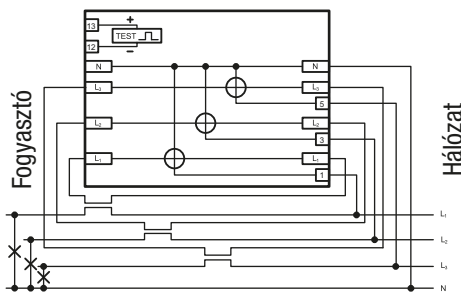 13 +
TEST
12 −
N N
L₃ L₃
5
L₂ L₂
3
L₁ L₁
1
Fogyasztó
Hálózat
L₁
L₂
L₃
N